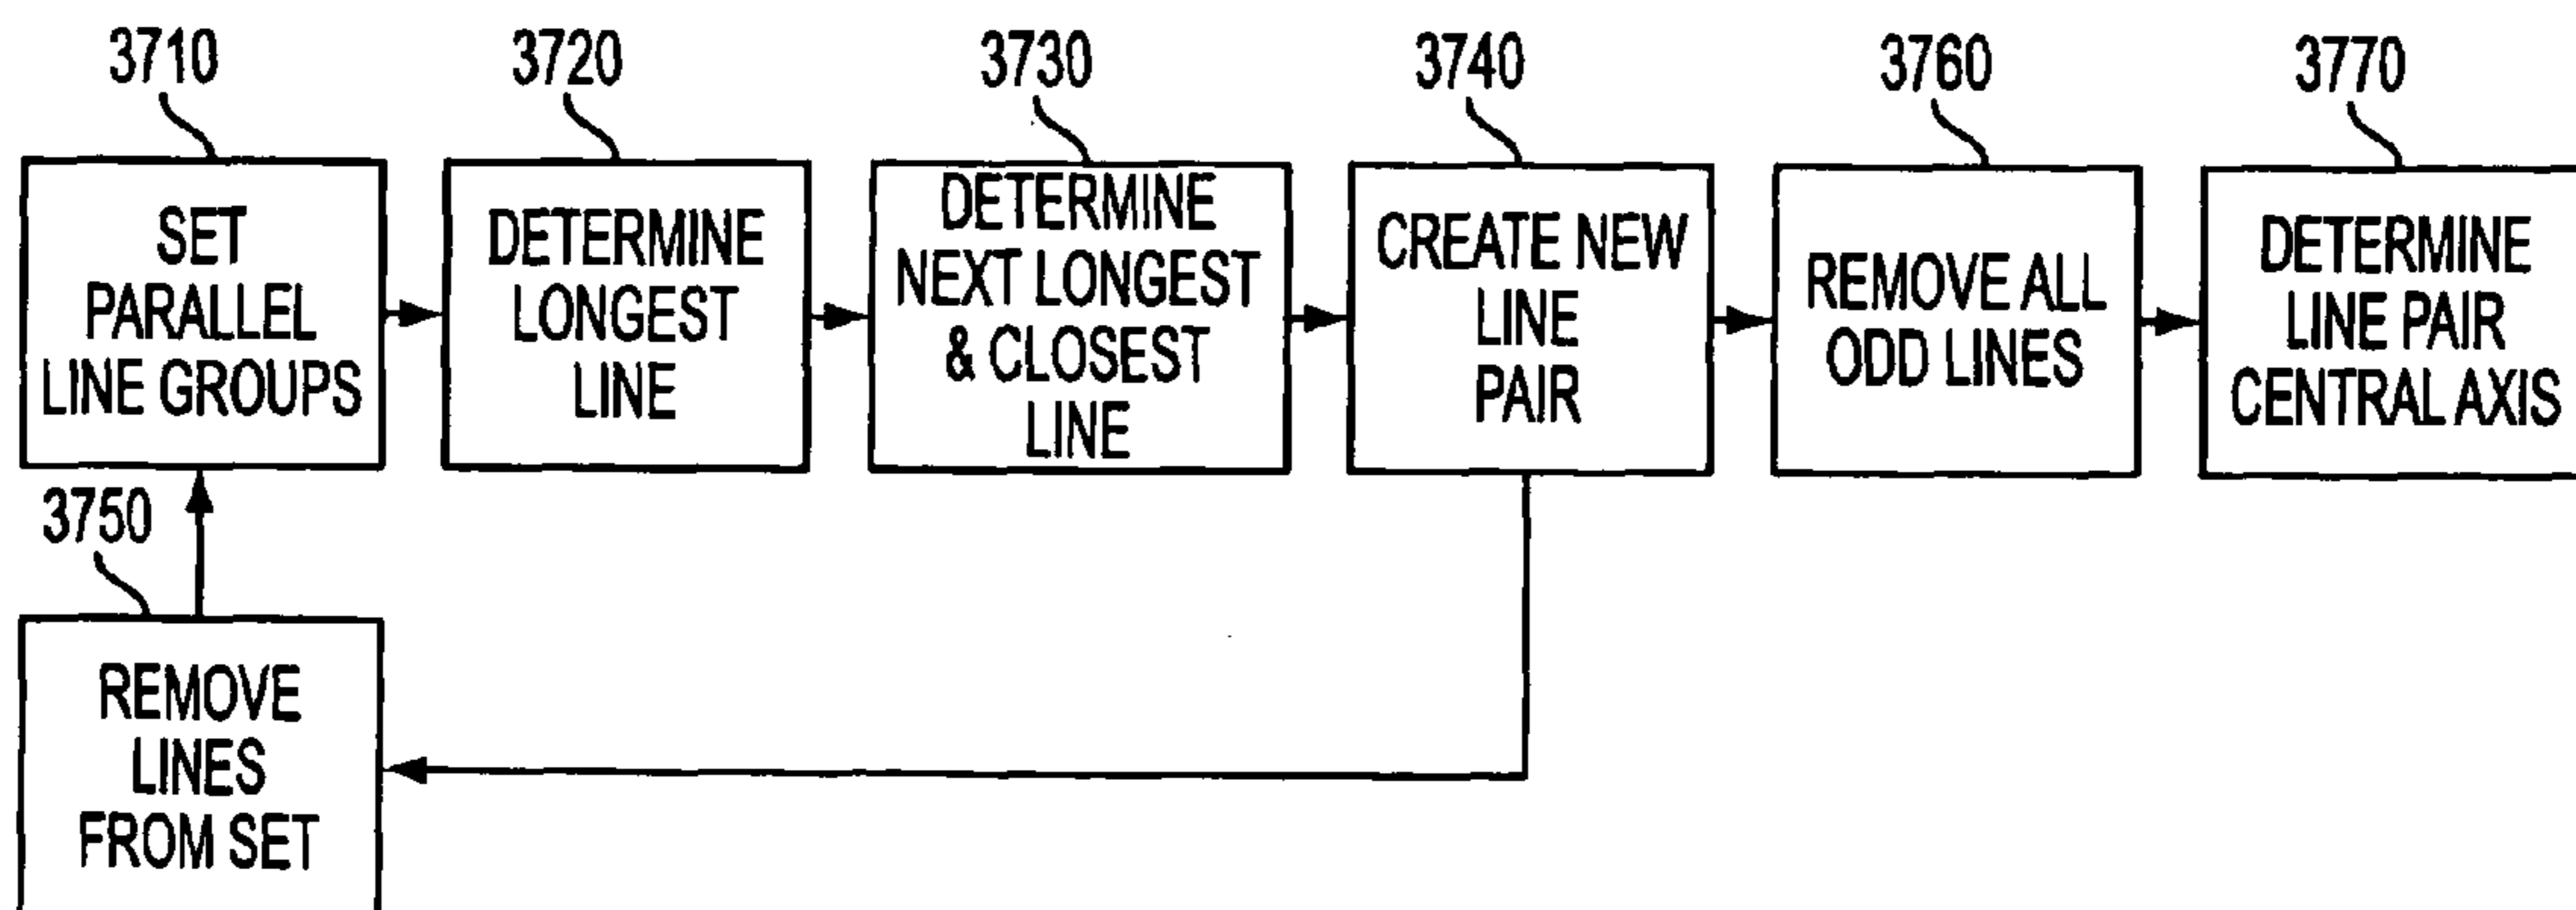 3710
3720
3730
3740
3760
3770
SET
PARALLEL
LINE GROUPS
DETERMINE
LONGEST
LINE
DETERMINE
NEXT LONGEST
& CLOSEST
LINE
CREATE NEW
LINE
PAIR
REMOVE ALL
ODD LINES
DETERMINE
LINE PAIR
CENTRAL AXIS
3750
REMOVE
LINES
FROM SET